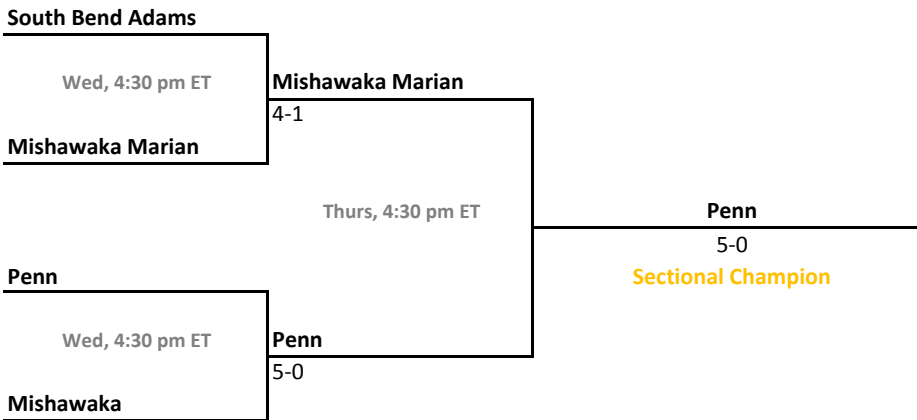 South Bend Adams
Wed, 4:30 pm ET
Mishawaka Marian
4-1
Mishawaka Marian
Thurs, 4:30 pm ET
Penn
5-0
Sectional Champion
Penn
Wed, 4:30 pm ET
Penn
5-0
Mishawaka